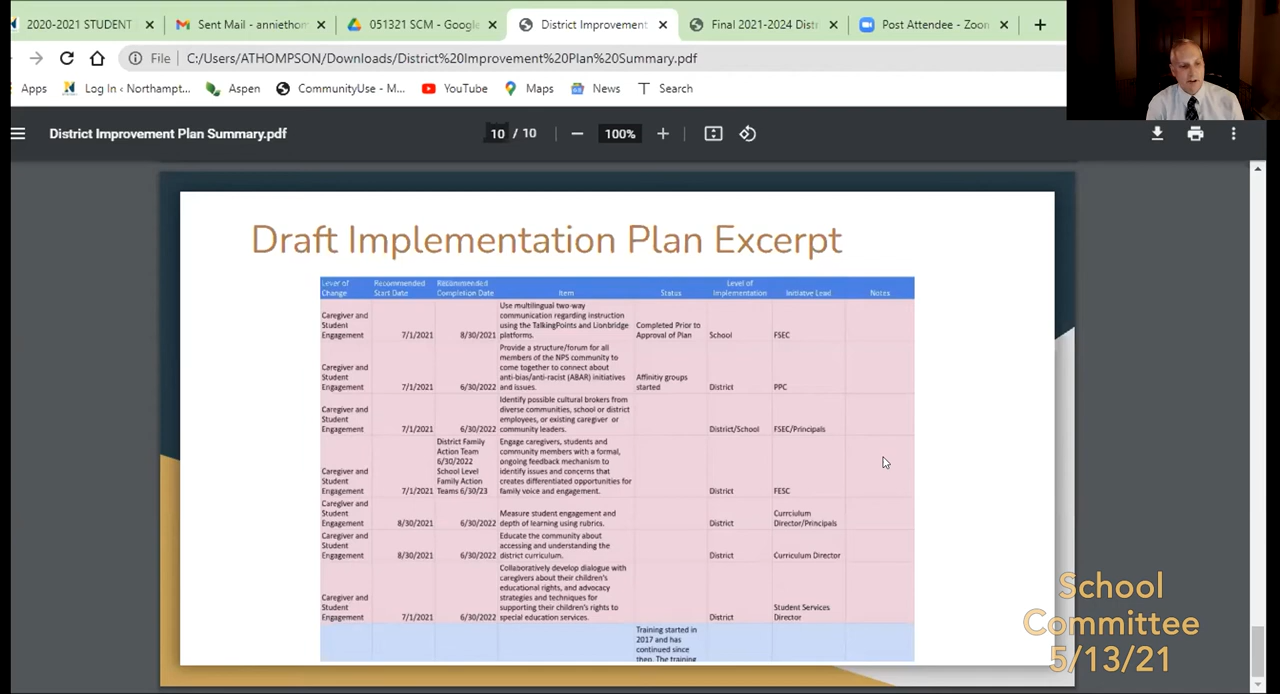 2020-2021 STUDENT
Sent Mail - anniethom
051321 SCM - Google
District Improvement
Final 2021-2024 Distr
Post Attendee - Zoom
File C:/Users/ATHOMPSON/Downloads/District%20Improvement%20Plan%20Summary.pdf
Apps Log In ‹ Northampt... Aspen CommunityUse - M... YouTube Maps News Search
District Improvement Plan Summary.pdf 10 / 10 100%
Draft Implementation Plan Excerpt
Level of Change
Recommended Start Date
Recommended Completion Date
Item
Status
Level of Implementation
Initiative Lead
Notes
Caregiver and Student Engagement
7/1/2021
8/30/2021
Use multilingual two-way
communication regarding instruction
using the TalkingPoints and Lionbridge
platforms.
Completed Prior to
Approval of Plan
School
FSEC
Caregiver and
Student
Engagement
7/1/2021
6/30/2022
Provide a structure/forum for all
members of the NPS community to
come together to connect about
anti-bias/anti-racist (ABAR) initiatives
and issues.
Affinitiy groups
started
District
PPC
Caregiver and
Student
Engagement
7/1/2021
6/30/2022
Identify possible cultural brokers from
diverse communities, school or district
employees, or existing caregiver or
community leaders.
District/School
FSEC/Principals
Caregiver and
Student
Engagement
7/1/2021
District Family
Action Team
6/30/2022
School Level
Family Action
Teams 6/30/23
Engage caregivers, students and
community members with a formal,
ongoing feedback mechanism to
identify issues and concerns that
creates differentiated opportunities for
family voice and engagement.
District
FESC
Caregiver and
Student
Engagement
8/30/2021
6/30/2022
Measure student engagement and
depth of learning using rubrics.
District
Currciulum
Director/Principals
Caregiver and
Student
Engagement
8/30/2021
6/30/2022
Educate the community about
accessing and understanding the
district curriculum.
District
Curriculum Director
Caregiver and
Student
Engagement
7/1/2021
6/30/2022
Collaboratively develop dialogue with
caregivers about their children's
educational rights, and advocacy
strategies and techniques for
supporting their children's rights to
special education services.
District
Student Services
Director
Training started in
2017 and has
continued since
then. The training
School
Committee
5/13/21